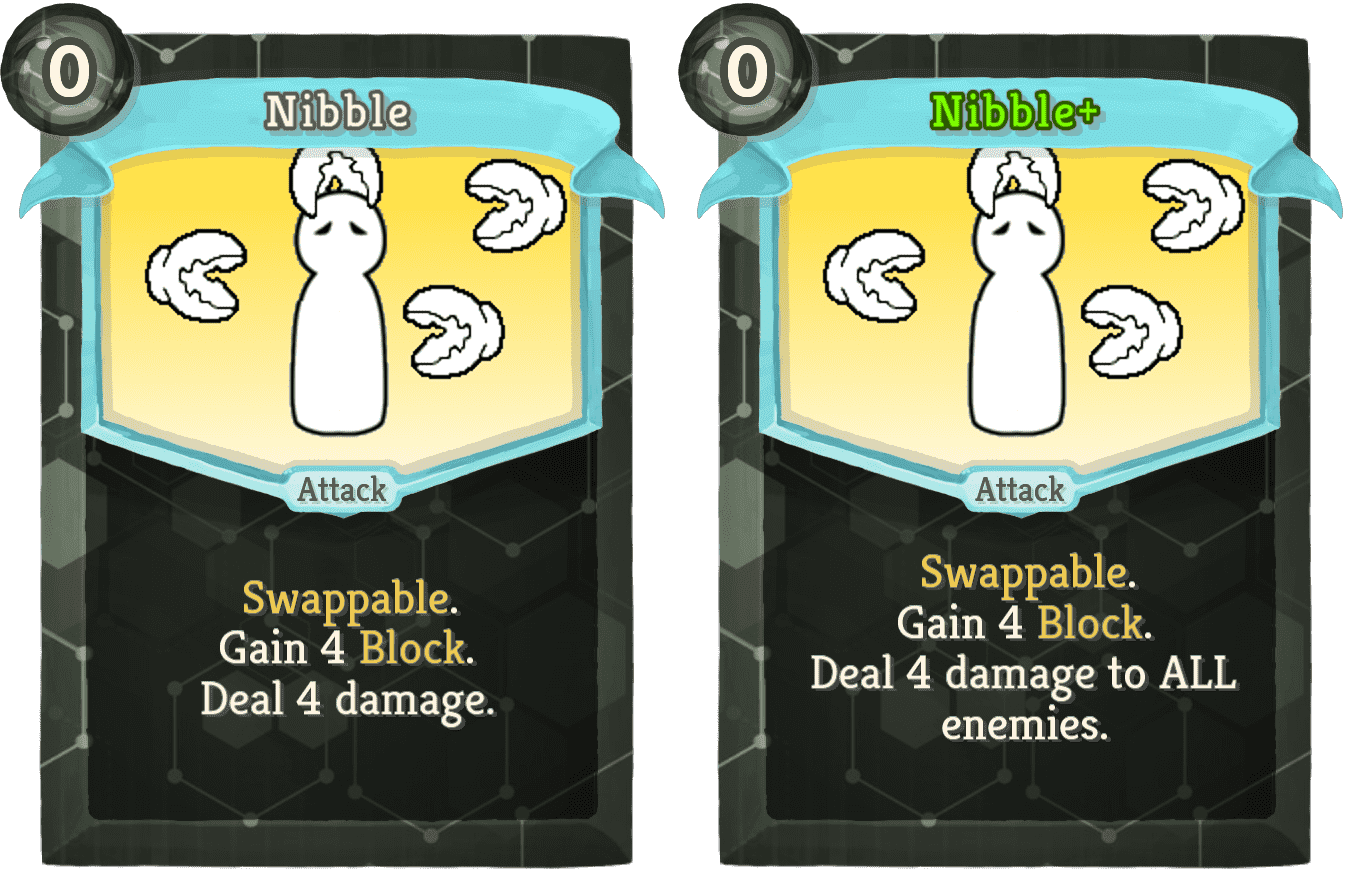 0
Nibble
Attack
Swappable.
Gain 4 Block.
Deal 4 damage.
0
Nibble+
Attack
Swappable.
Gain 4 Block.
Deal 4 damage to ALL
enemies.